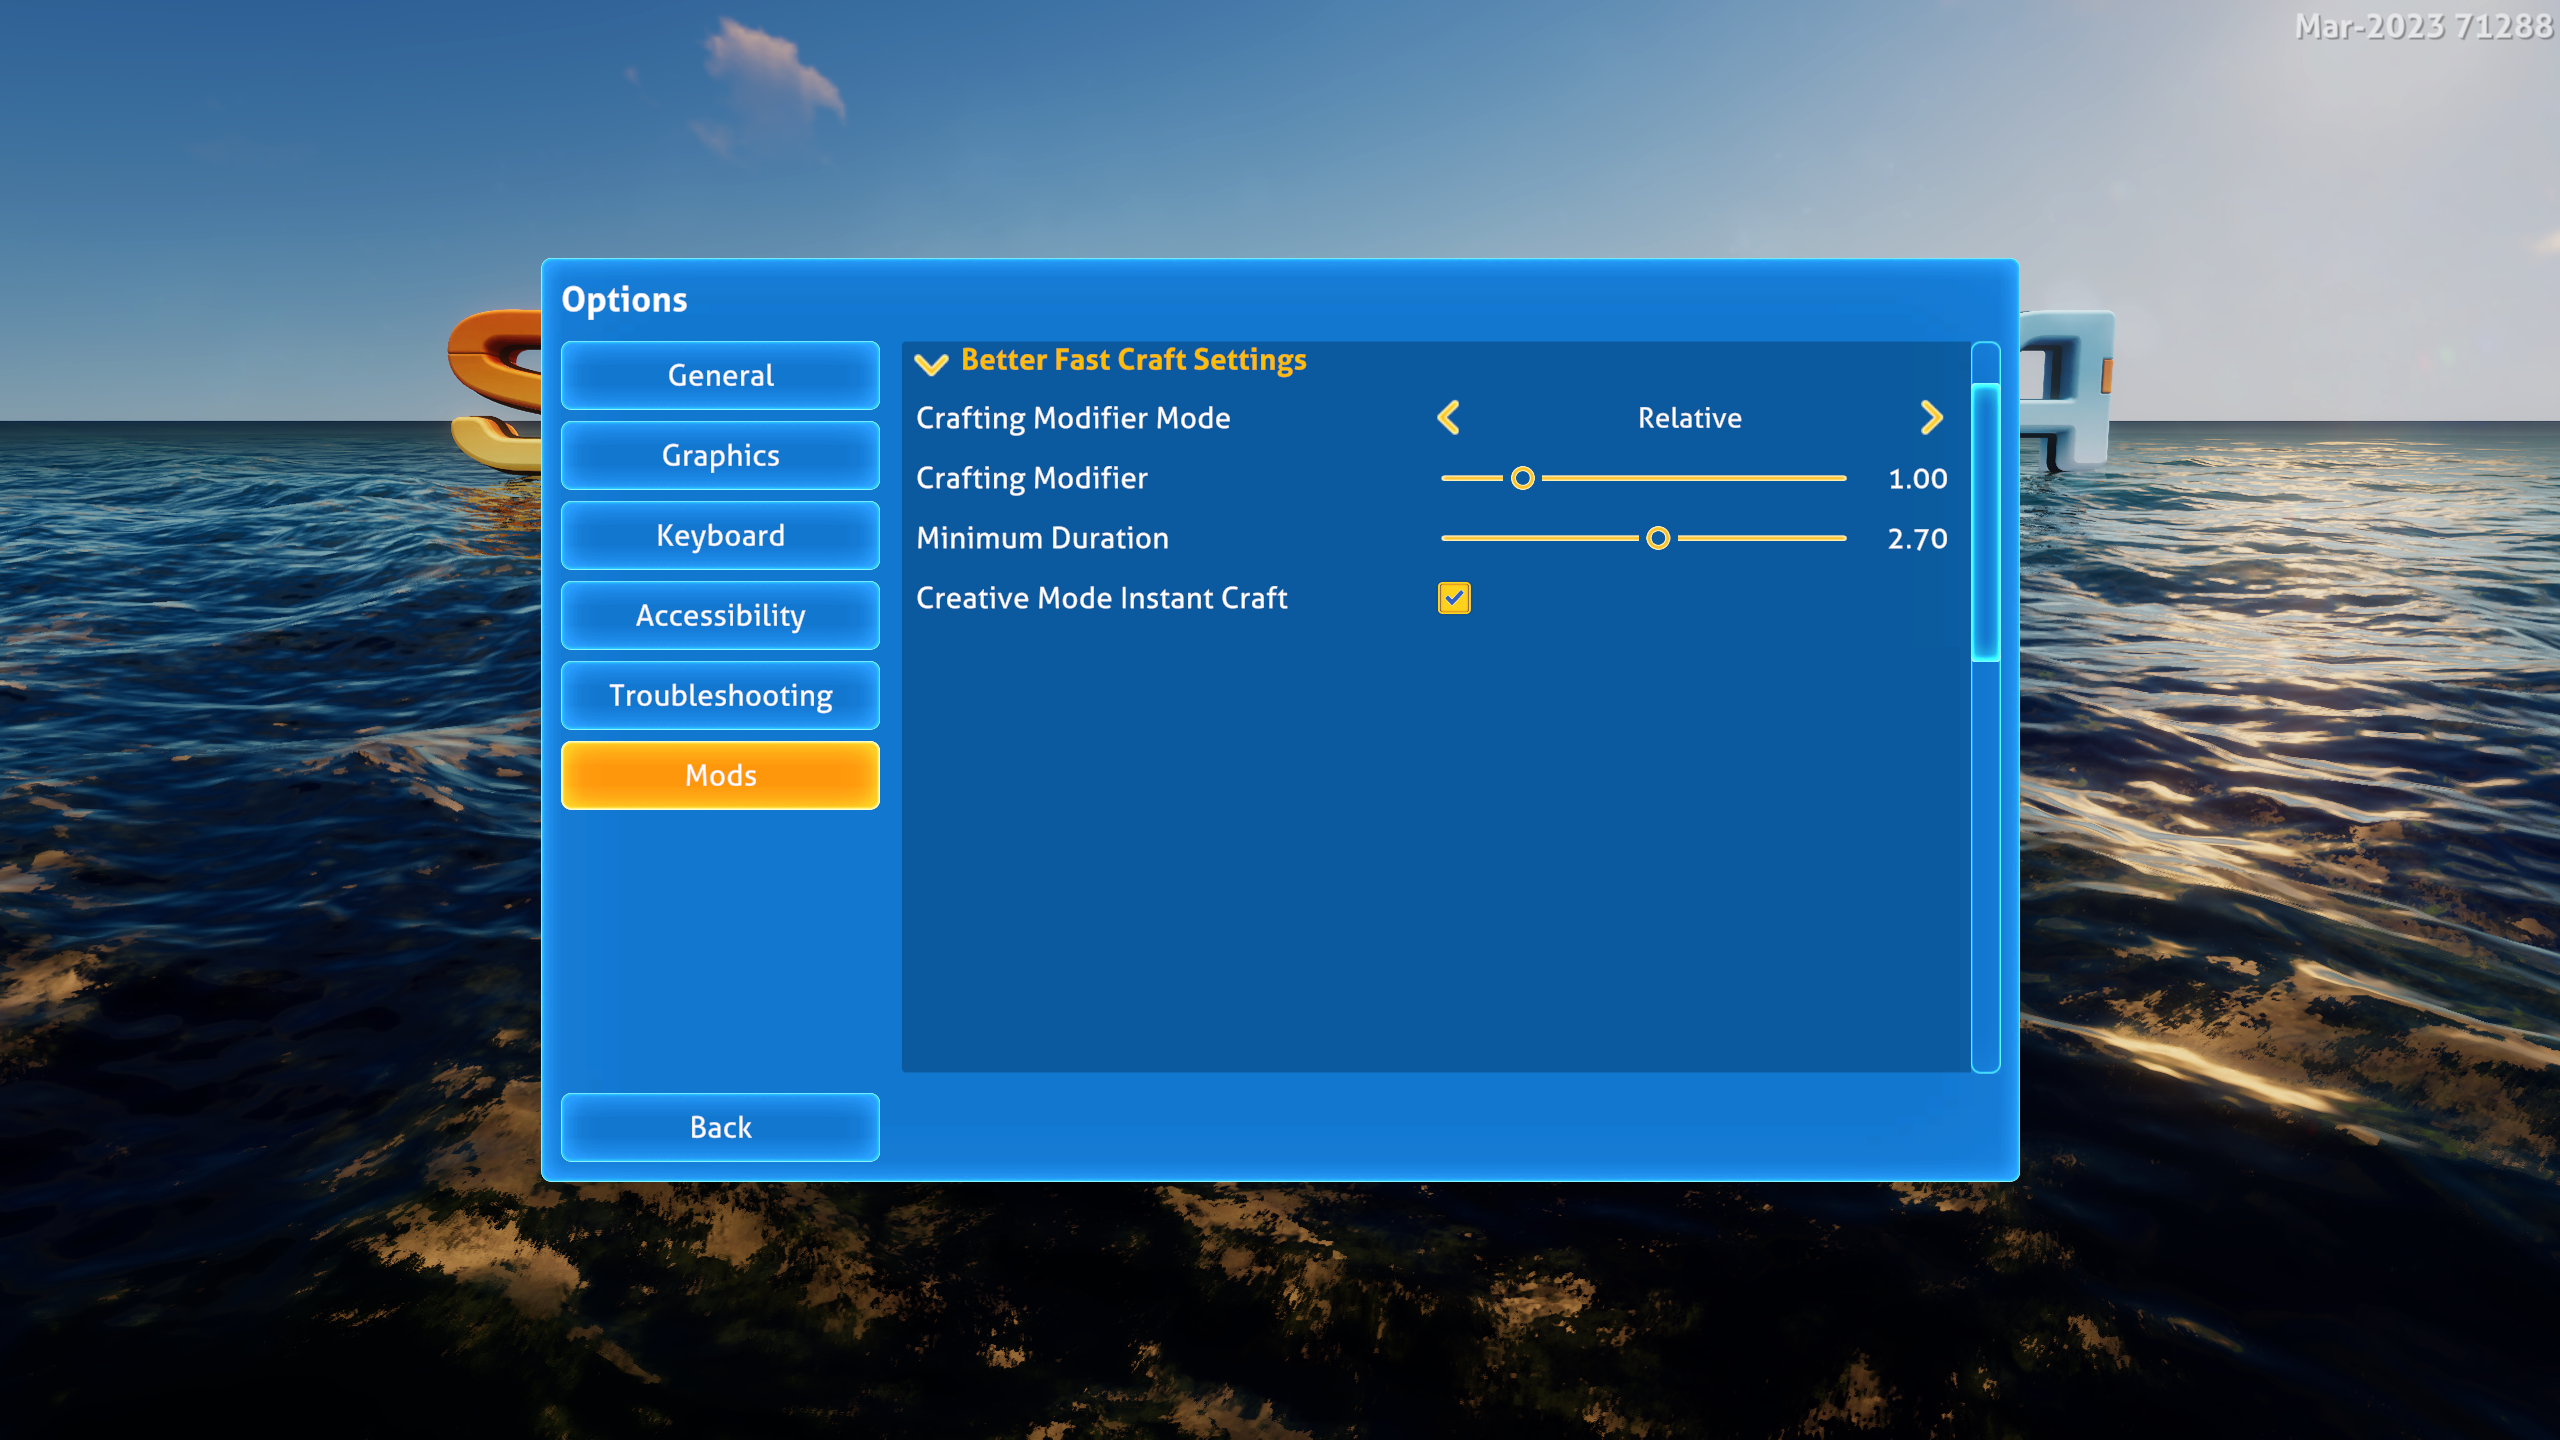 Mar-2023 71288
Options
General
Graphics
Keyboard
Accessibility
Troubleshooting
Mods
Back
Better Fast Craft Settings
Crafting Modifier Mode Relative
Crafting Modifier 1.00
Minimum Duration 2.70
Creative Mode Instant Craft